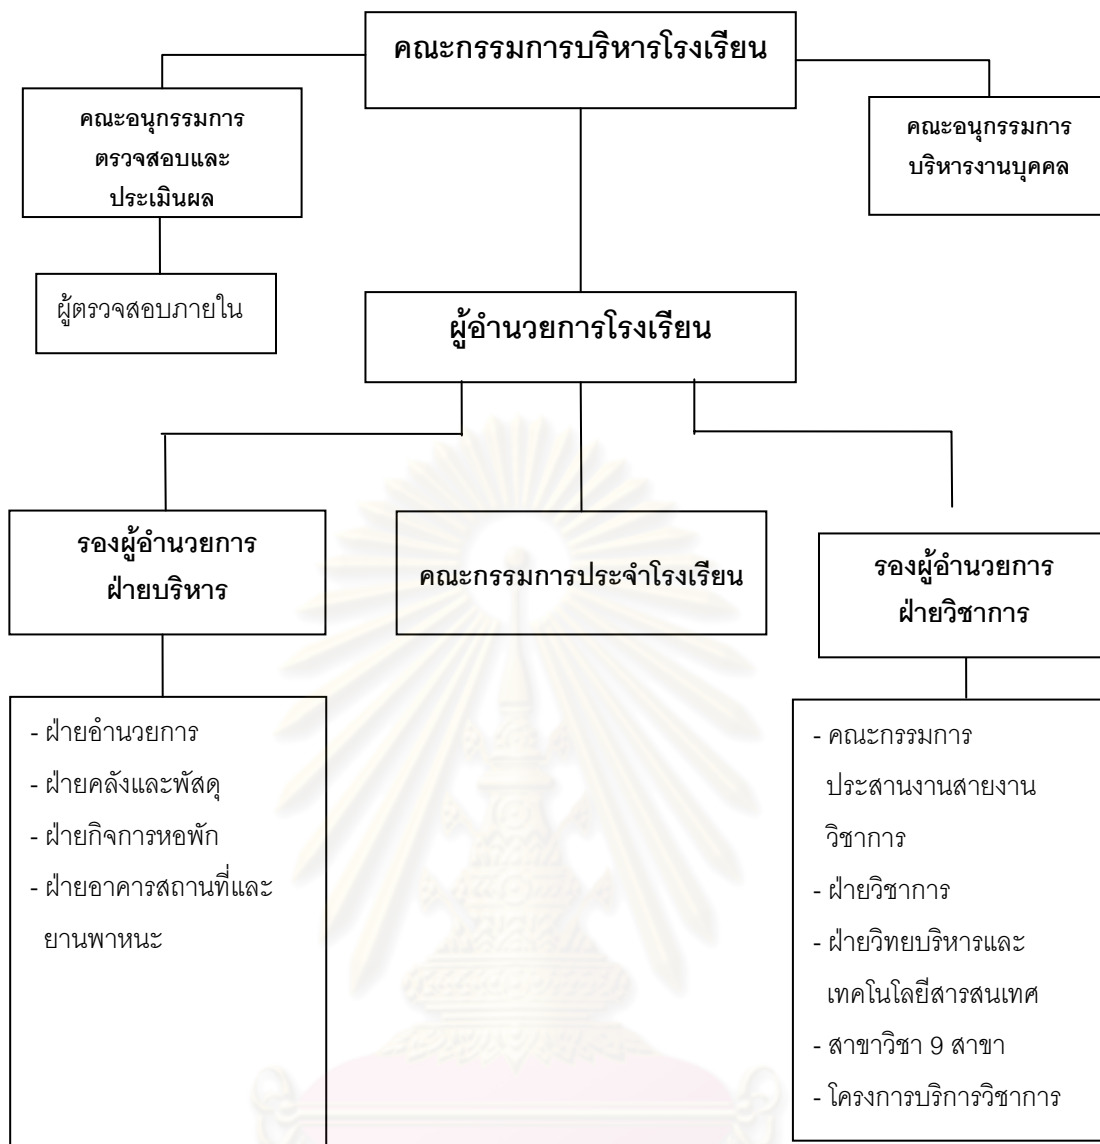 คณะกรรมการบริหารโรงเรียน
คณะอนุกรรมการ
ตรวจสอบและ
ประเมินผล
คณะอนุกรรมการ
บริหารงานบุคคล
ผู้ตรวจสอบภายใน
ผู้อำนวยการโรงเรียน
รองผู้อำนวยการ
ฝ่ายบริหาร
คณะกรรมการประจำโรงเรียน
รองผู้อำนวยการ
ฝ่ายวิชาการ
- ฝ่ายอำนวยการ
- ฝ่ายคลังและพัสดุ
- ฝ่ายกิจการหอพัก
- ฝ่ายอาคารสถานที่และ
ยานพาหนะ
- คณะกรรมการ
ประสานงานสายงาน
วิชาการ
- ฝ่ายวิชาการ
- ฝ่ายวิทยบริหารและ
เทคโนโลยีสารสนเทศ
- สาขาวิชา 9 สาขา
- โครงการบริการวิชาการ